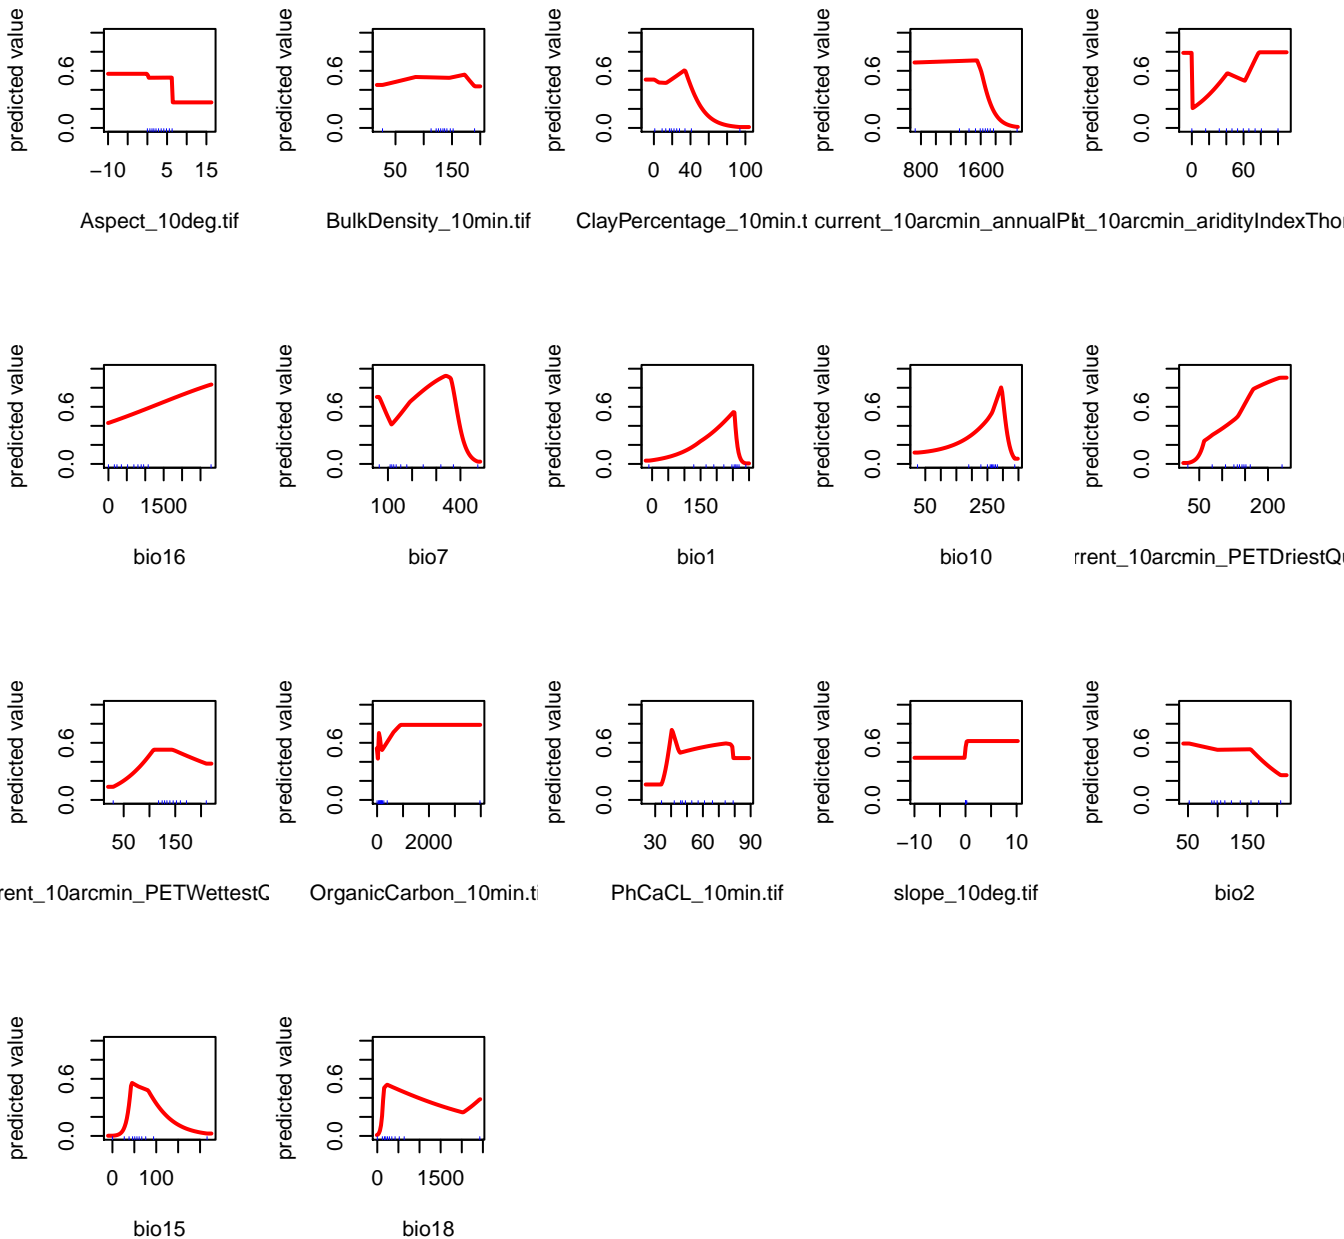 predicted value predicted value predicted value predicted value predicted value
0.0 0.6 0.0 0.6 0.0 0.6 0.0 0.6 0.0 0.6
−10 5 15 50 150 0 40 100 800 1600 0 60
Aspect_10deg.tif BulkDensity_10min.tif ClayPercentage_10min.t current_10arcmin_annualP t_10arcmin_aridityIndexTho
predicted value predicted value predicted value predicted value predicted value
0.0 0.6 0.0 0.6 0.0 0.6 0.0 0.6 0.0 0.6
0 1500 100 400 0 150 50 250 50 200
bio16 bio7 bio1 bio10 rrent_10arcmin_PETDriestQ
predicted value predicted value predicted value predicted value predicted value
0.0 0.6 0.0 0.6 0.0 0.6 0.0 0.6 0.0 0.6
50 150 0 2000 30 60 90 −10 0 10 50 150
rent_10arcmin_PETWettestQ OrganicCarbon_10min.ti PhCaCL_10min.tif slope_10deg.tif bio2
predicted value predicted value
0.0 0.6 0.0 0.6
0 100 0 1500
bio15 bio18